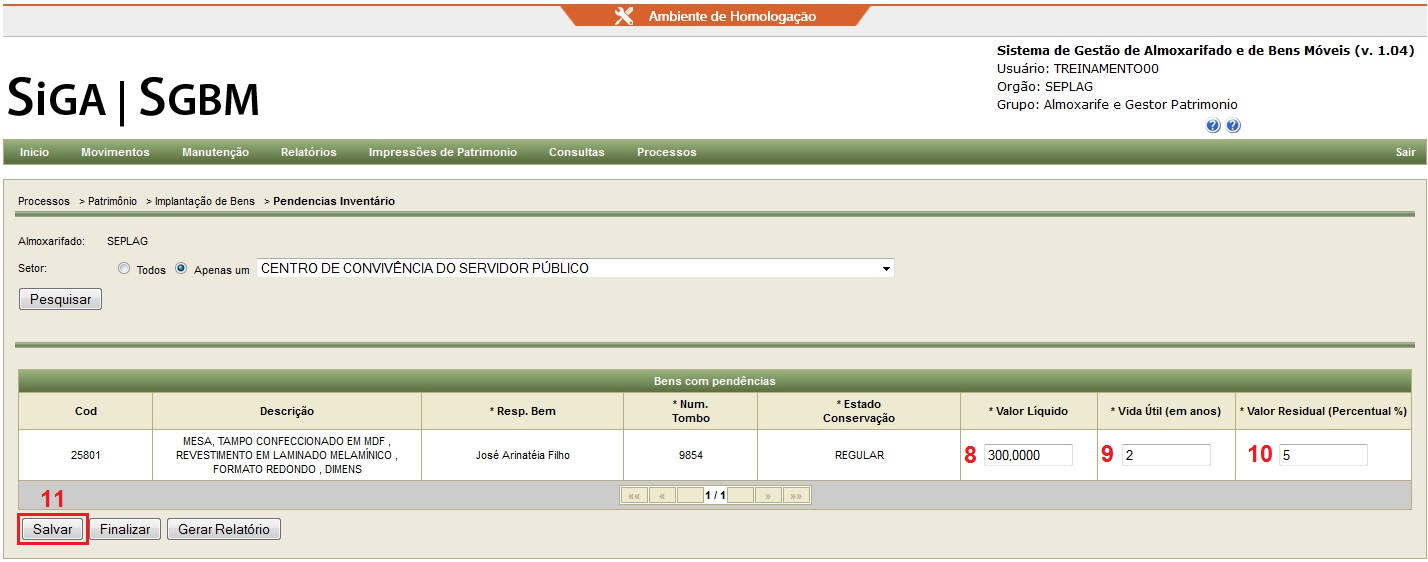 Ambiente de Homologação
Sistema de Gestão de Almoxarifado e de Bens Móveis (v. 1.04)
Usuário: TREINAMENTO00
Orgão: SEPLAG
Grupo: Almoxarife e Gestor Patrimonio
? ?
SIGA | SGBM
Inicio Movimentos Manutenção Relatórios Impressões de Patrimonio Consultas Processos Sair
Processos > Patrimônio > Implantação de Bens > Pendencias Inventário
Almoxarifado: SEPLAG
Setor: Todos Apenas um CENTRO DE CONVIVÊNCIA DO SERVIDOR PÚBLICO
Pesquisar
Bens com pendências
Cod Descrição * Resp. Bem * Num. Tombo * Estado Conservação * Valor Líquido * Vida Útil (em anos) * Valor Residual (Percentual %)
25801 MESA, TAMPO CONFECCIONADO EM MDF ,
REVESTIMENTO EM LAMINADO MELAMÍNICO ,
FORMATO REDONDO , DIMENS
José Arinatéia Filho 9854 REGULAR 8 300,0000 9 2 10 5
«« « 1 / 1 » »»
11
Salvar Finalizar Gerar Relatório